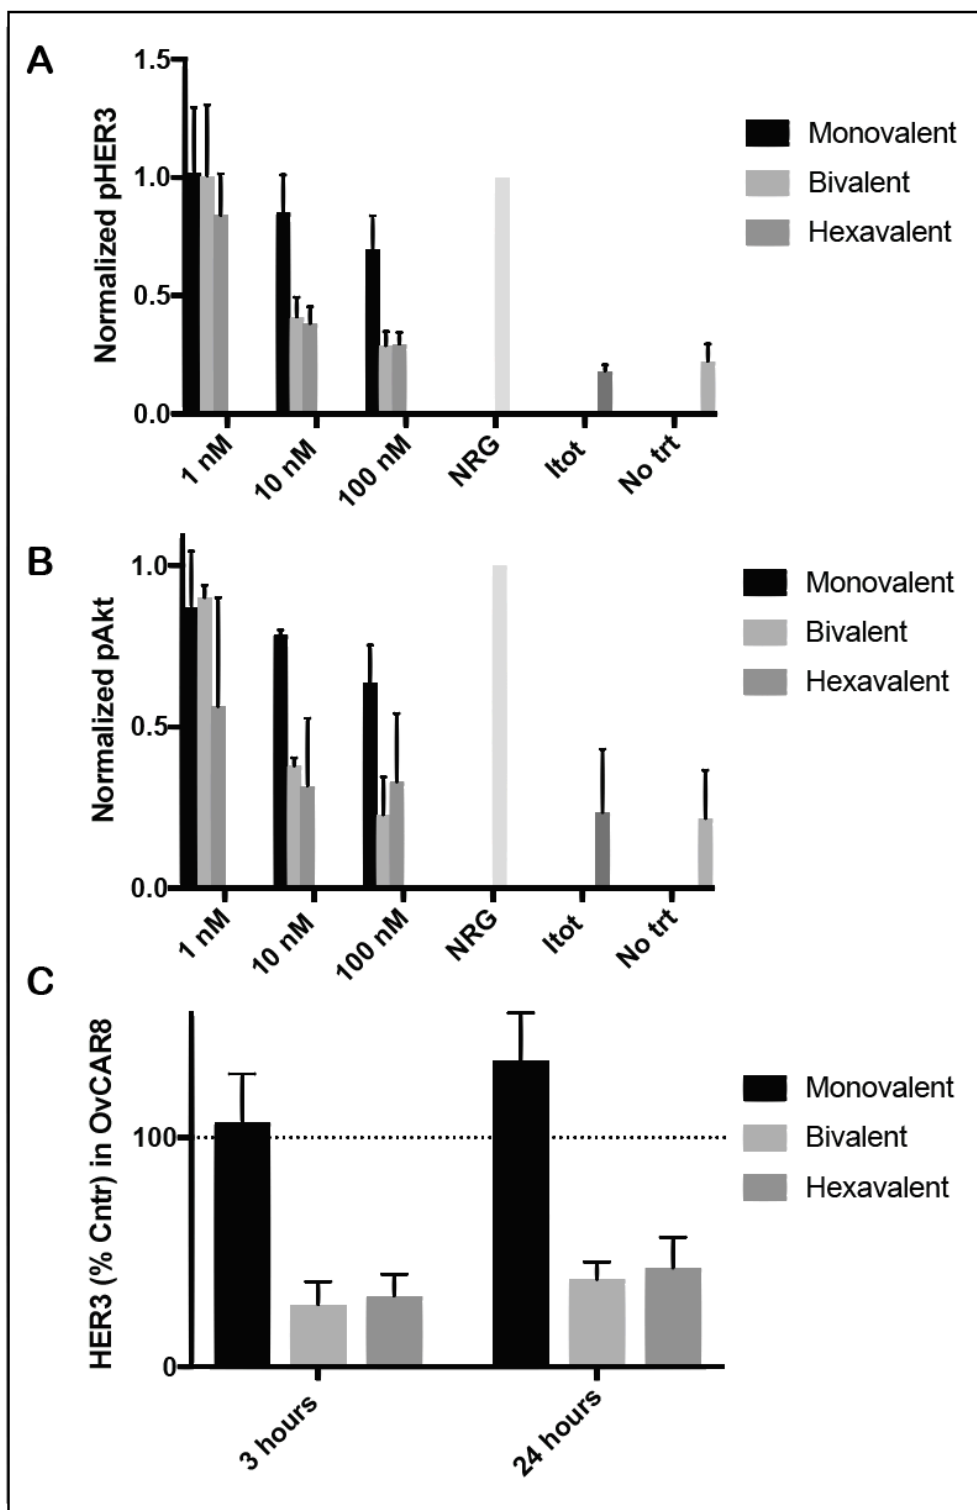 A
Normalized pHER3
1.5
1.0
0.5
0.0
1 nM
10 nM
100 nM
NRG
Itot
No trt
Monovalent
Bivalent
Hexavalent
B
Normalized pAkt
1.0
0.5
0.0
1 nM
10 nM
100 nM
NRG
Itot
No trt
Monovalent
Bivalent
Hexavalent
C
HER3 (% Cntr) in OvCAR8
100
0
3 hours
24 hours
Monovalent
Bivalent
Hexavalent